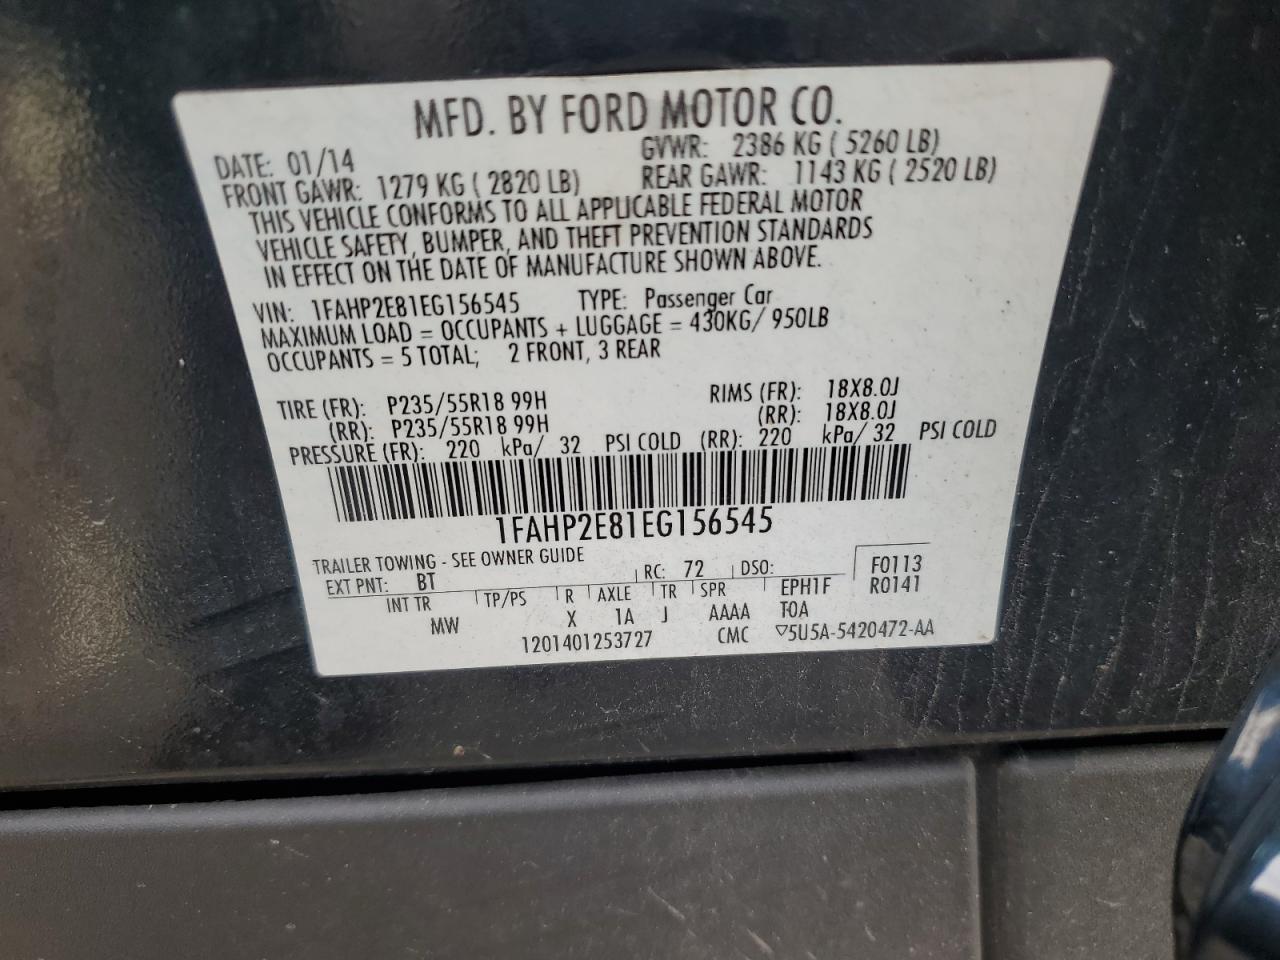 MFD. BY FORD MOTOR CO.
DATE: 01/14 GVWR: 2386 KG ( 5260 LB)
FRONT GAWR: 1279 KG ( 2820 LB) REAR GAWR: 1143 KG ( 2520 LB)
THIS VEHICLE CONFORMS TO ALL APPLICABLE FEDERAL MOTOR
VEHICLE SAFETY, BUMPER, AND THEFT PREVENTION STANDARDS
IN EFFECT ON THE DATE OF MANUFACTURE SHOWN ABOVE.
VIN: 1FAHP2E81EG156545 TYPE: Passenger Car
MAXIMUM LOAD = OCCUPANTS + LUGGAGE = 430KG/ 950LB
OCCUPANTS = 5 TOTAL; 2 FRONT, 3 REAR
TIRE (FR): P235/55R18 99H RIMS (FR): 18X8.0J
(RR): P235/55R18 99H (RR): 18X8.0J
PRESSURE (FR): 220 kPa/ 32 PSI COLD (RR): 220 kPa/ 32 PSI COLD
1FAHP2E81EG156545
TRAILER TOWING - SEE OWNER GUIDE F0113
EXT PNT: BT RC: 72 DSO: R0141
INT TR TP/PS R AXLE TR SPR EPH1F
MW X 1A J AAAA TOA
1201401253727 CMC ▽5U5A-5420472-AA